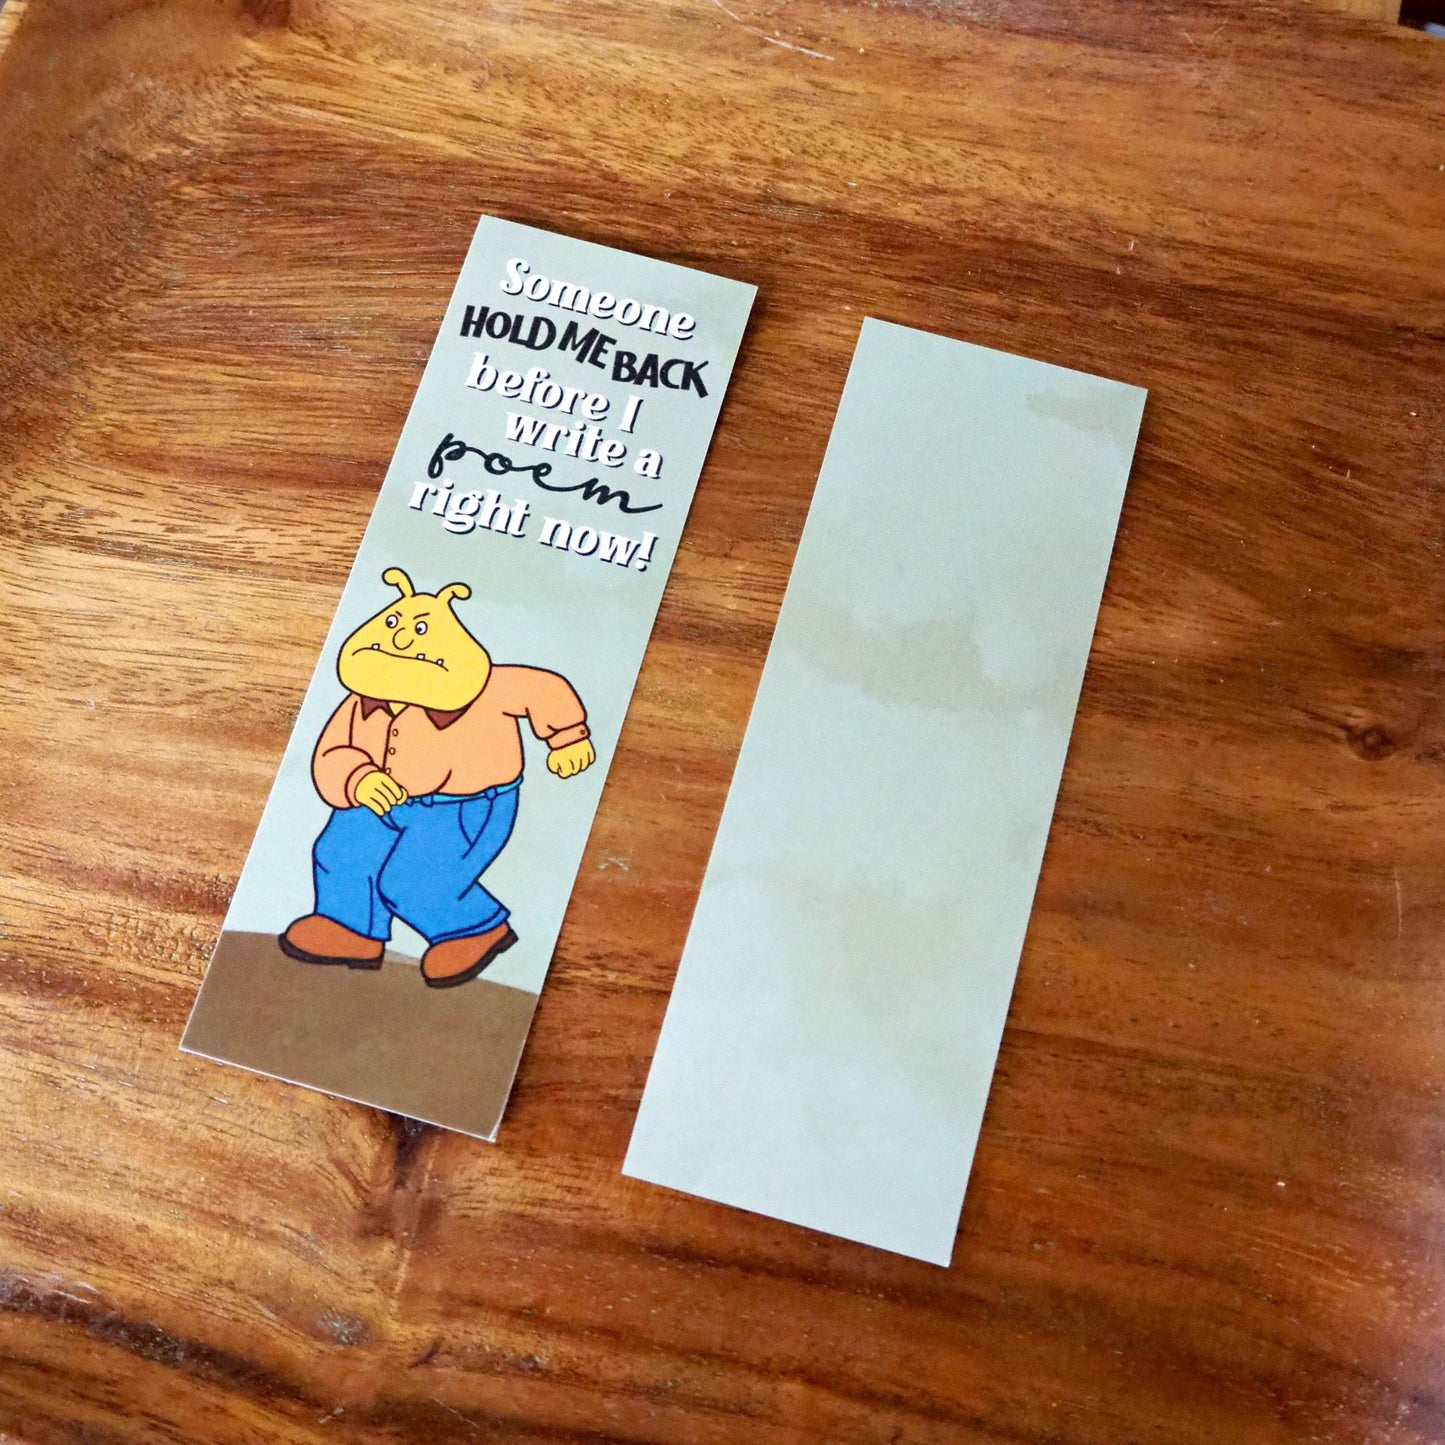 Someone
HOLD ME BACK
before I
write a
poem
right now!